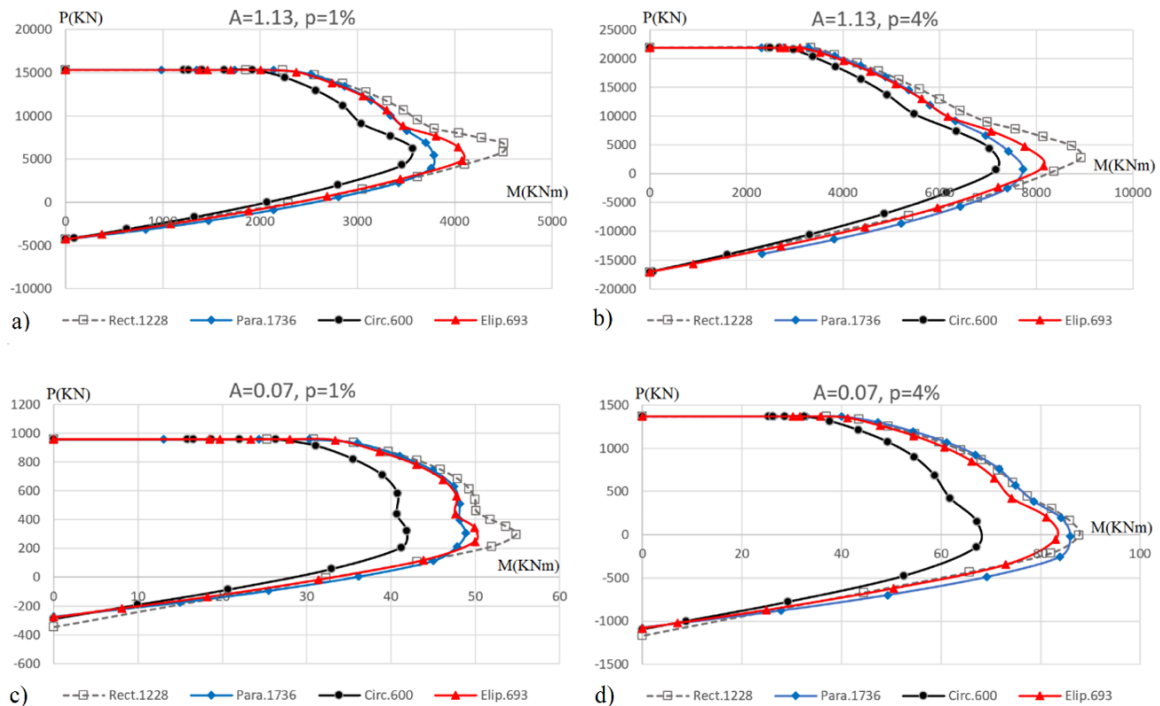 P(KN)
A=1.13, p=1%
20000
15000
10000
5000
0
-5000
-10000
0
1000
2000
3000
4000
5000
M(KNm)
Rect.1228
Para.1736
Circ.600
Elip.693
a)
P(KN)
A=1.13, p=4%
25000
20000
15000
10000
5000
0
-5000
-10000
-15000
-20000
0
2000
4000
6000
8000
10000
M(KNm)
Rect.1228
Para.1736
Circ.600
Elip.693
b)
P(KN)
A=0.07, p=1%
1200
1000
800
600
400
200
0
-200
-400
-600
0
10
20
30
40
50
60
M(KNm)
Rect.1228
Para.1736
Circ.600
Elip.693
c)
P(KN)
A=0.07, p=4%
1500
1000
500
0
-500
-1000
-1500
0
20
40
60
80
100
M(KNm)
Rect.1228
Para.1736
Circ.600
Elip.693
d)